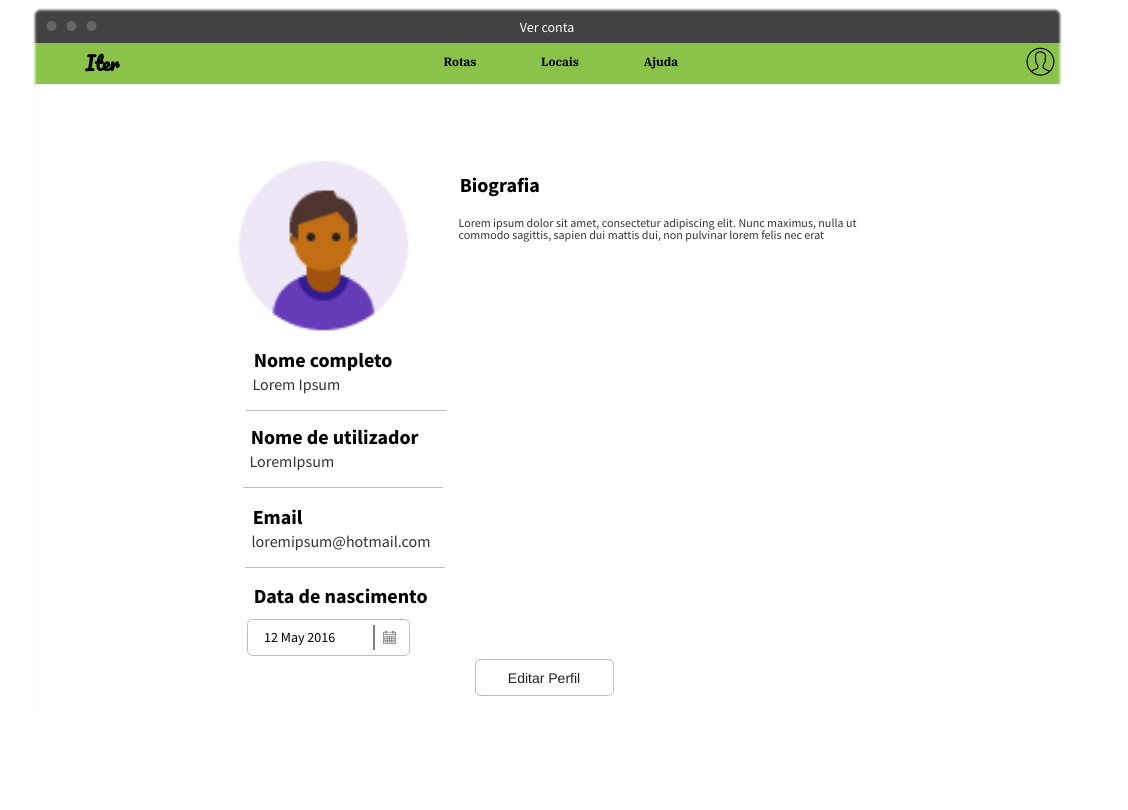 Ver conta
Iter
Rotas
Locais
Ajuda
Biografia
Lorem ipsum dolor sit amet, consectetur adipiscing elit. Nunc maximus, nulla ut
commodo sagittis, sapien dui mattis dui, non pulvinar lorem felis nec erat
Nome completo
Lorem Ipsum
Nome de utilizador
LoremIpsum
Email
loremipsum@hotmail.com
Data de nascimento
12 May 2016
Editar Perfil